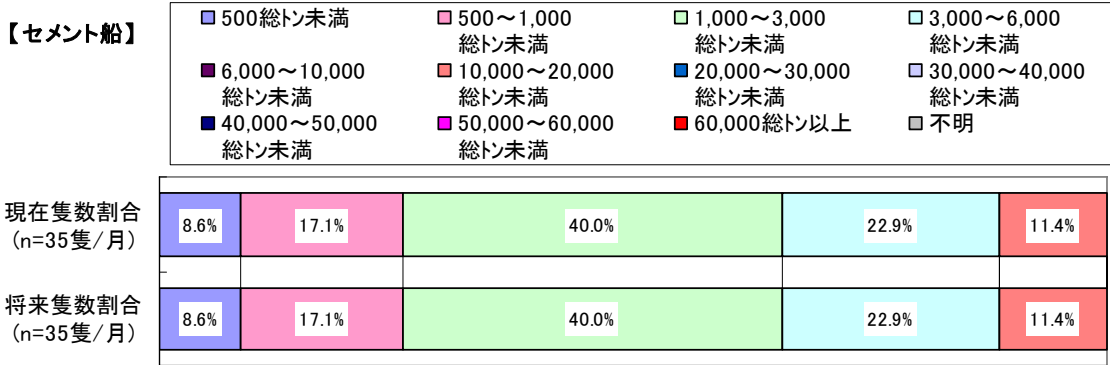 【セメント船】
500総トン未満
500～1,000
総トン未満
1,000～3,000
総トン未満
3,000～6,000
総トン未満
6,000～10,000
総トン未満
10,000～20,000
総トン未満
20,000～30,000
総トン未満
30,000～40,000
総トン未満
40,000～50,000
総トン未満
50,000～60,000
総トン未満
60,000総トン以上
不明
現在隻数割合
(n=35隻/月)
8.6%
17.1%
40.0%
22.9%
11.4%
将来隻数割合
(n=35隻/月)
8.6%
17.1%
40.0%
22.9%
11.4%